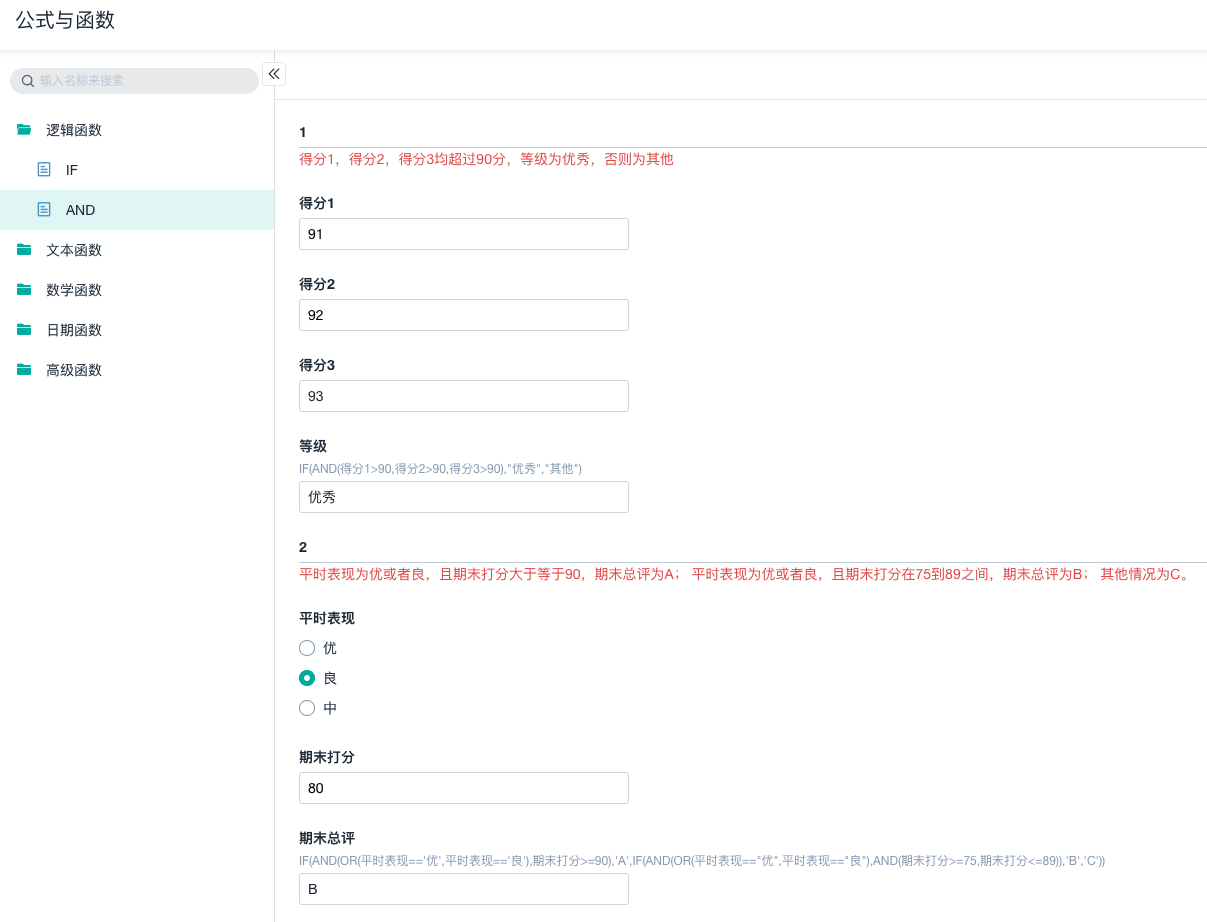 公式与函数
输入名称来搜索
逻辑函数
IF
AND
文本函数
数学函数
日期函数
高级函数
1
得分1，得分2，得分3均超过90分，等级为优秀，否则为其他
得分1
91
得分2
92
得分3
93
等级
IF(AND(得分1>90,得分2>90,得分3>90),"优秀","其他")
优秀
2
平时表现为优或者良，且期末打分大于等于90，期末总评为A； 平时表现为优或者良，且期末打分在75到89之间，期末总评为B； 其他情况为C。
平时表现
优
良
中
期末打分
80
期末总评
IF(AND(OR(平时表现=='优',平时表现=='良'),期末打分>=90),'A',IF(AND(OR(平时表现=="优",平时表现=="良"),AND(期末打分>=75,期末打分<=89)),'B','C'))
B